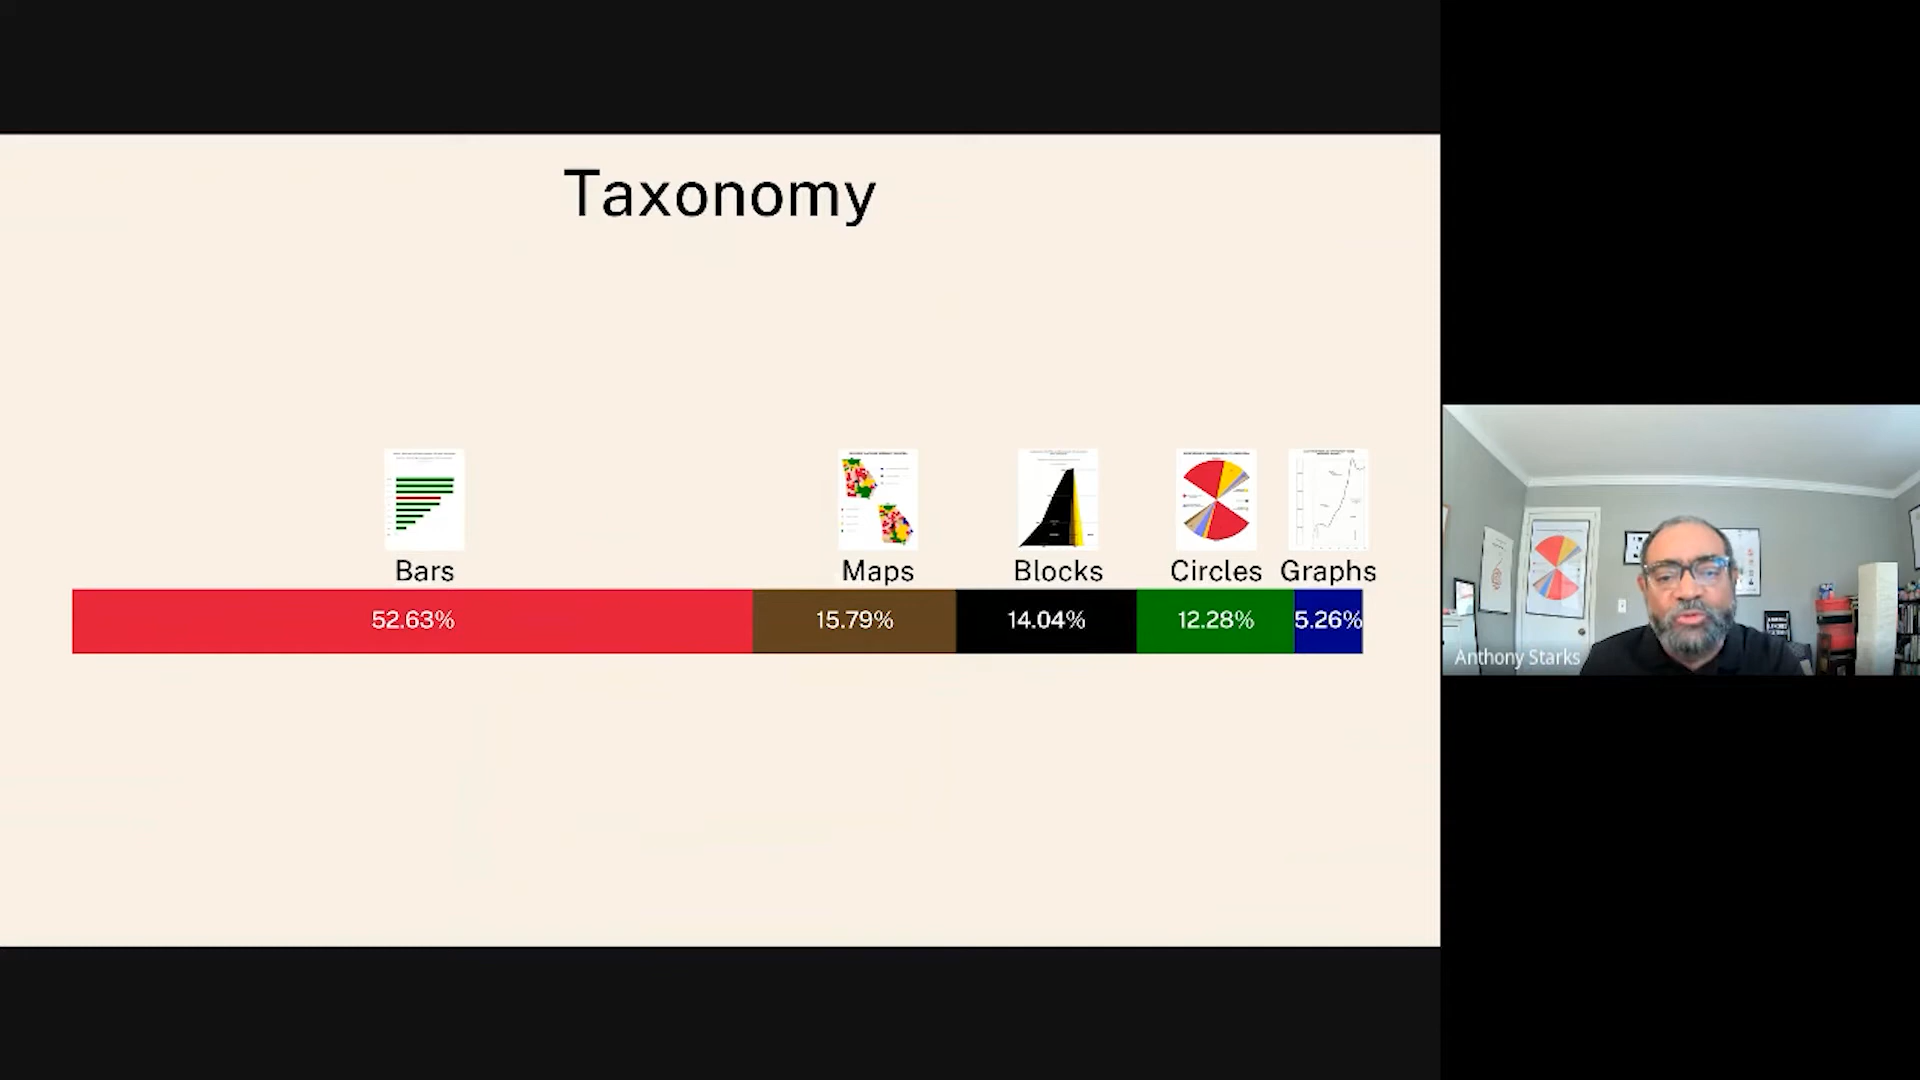 Taxonomy
Bars Maps Blocks Circles Graphs
52.63% 15.79% 14.04% 12.28% 5.26%
Anthony Starks